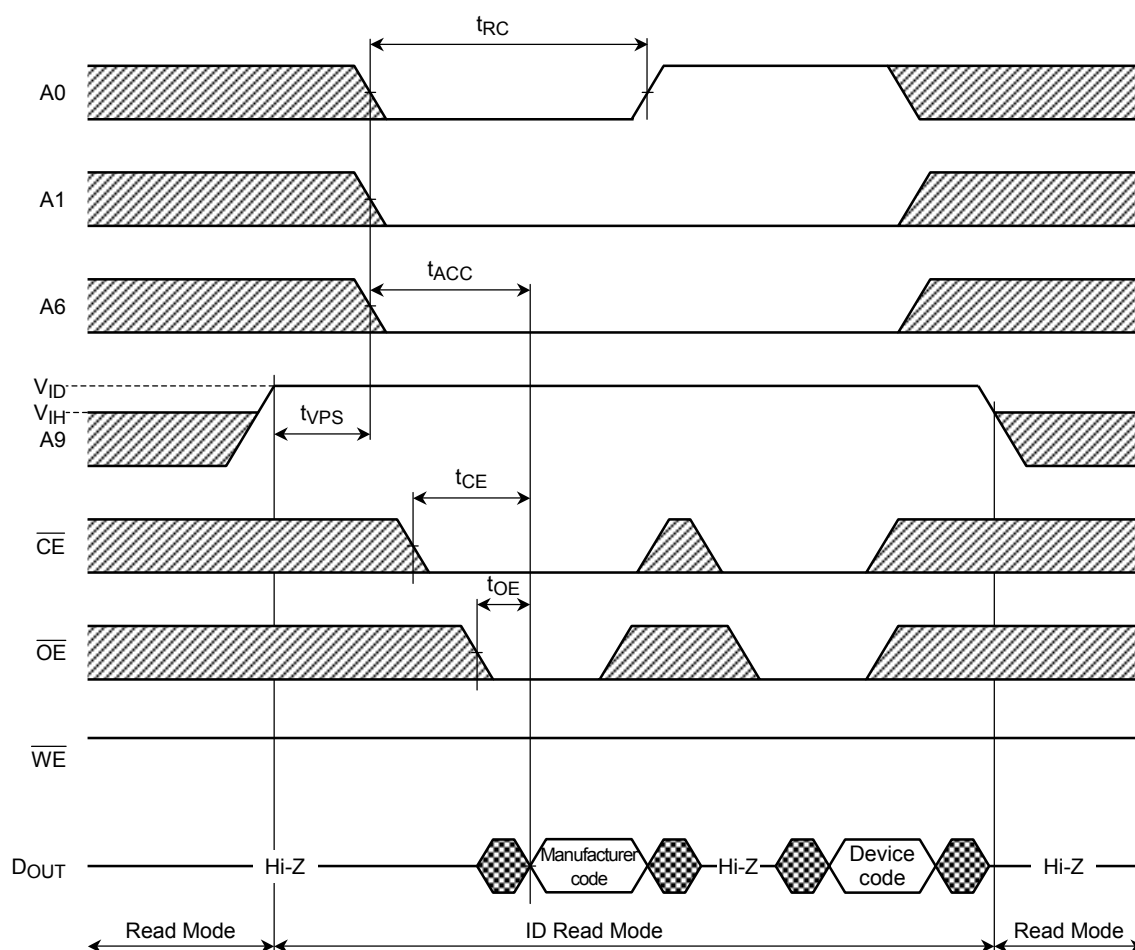 tRC
A0
A1
tACC
A6
VID
VIH
tVPS
A9
tCE
CE
tOE
OE
WE
DOUT
Hi-Z
Manufacturer
code
Hi-Z
Device
code
Hi-Z
Read Mode
ID Read Mode
Read Mode